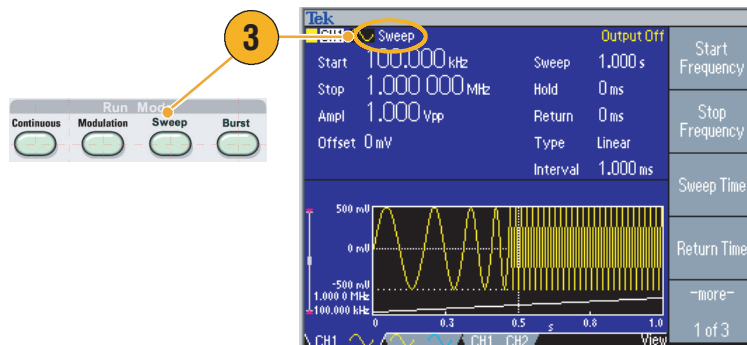 Tek
3
CH1 Sweep Output Off
Start 100.000 kHz Sweep 1.000 s
Stop 1.000 000 MHz Hold 0 ms
Ampl 1.000 Vpp Return 0 ms
Offset 0 mV Type Linear
Interval 1.000 ms
Start Frequency
Stop Frequency
Sweep Time
Return Time
-more-
1 of 3
Run Mode
Continuous Modulation Sweep Burst
500 mU
0 mU
-500 mU
1.000 0 MHz
100.000 kHz
0 0.3 0.5 s 0.8 1.0
CH1 CH1 CH2 View